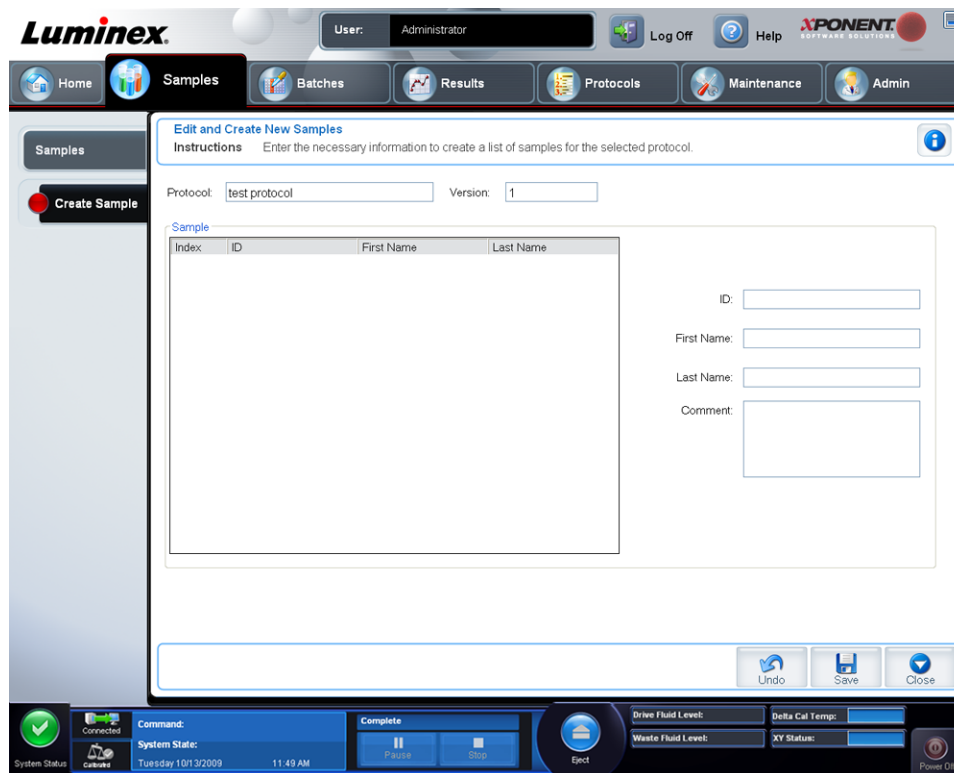 Luminex.
User: Administrator
Log Off
Help
XPONENT.
SOFTWARE SOLUTIONS
Home
Samples
Batches
Results
Protocols
Maintenance
Admin
Samples
Create Sample
Edit and Create New Samples
Instructions Enter the necessary information to create a list of samples for the selected protocol.
Protocol: test protocol Version: 1
Sample
Index ID First Name Last Name
ID:
First Name:
Last Name:
Comment:
Undo
Save
Close
System Status
Connected
Calibrated
Command:
System State:
Tuesday 10/13/2009 11:49 AM
Complete
Pause
Stop
Eject
Drive Fluid Level:
Waste Fluid Level:
Delta Cal Temp:
XY Status:
Power Off